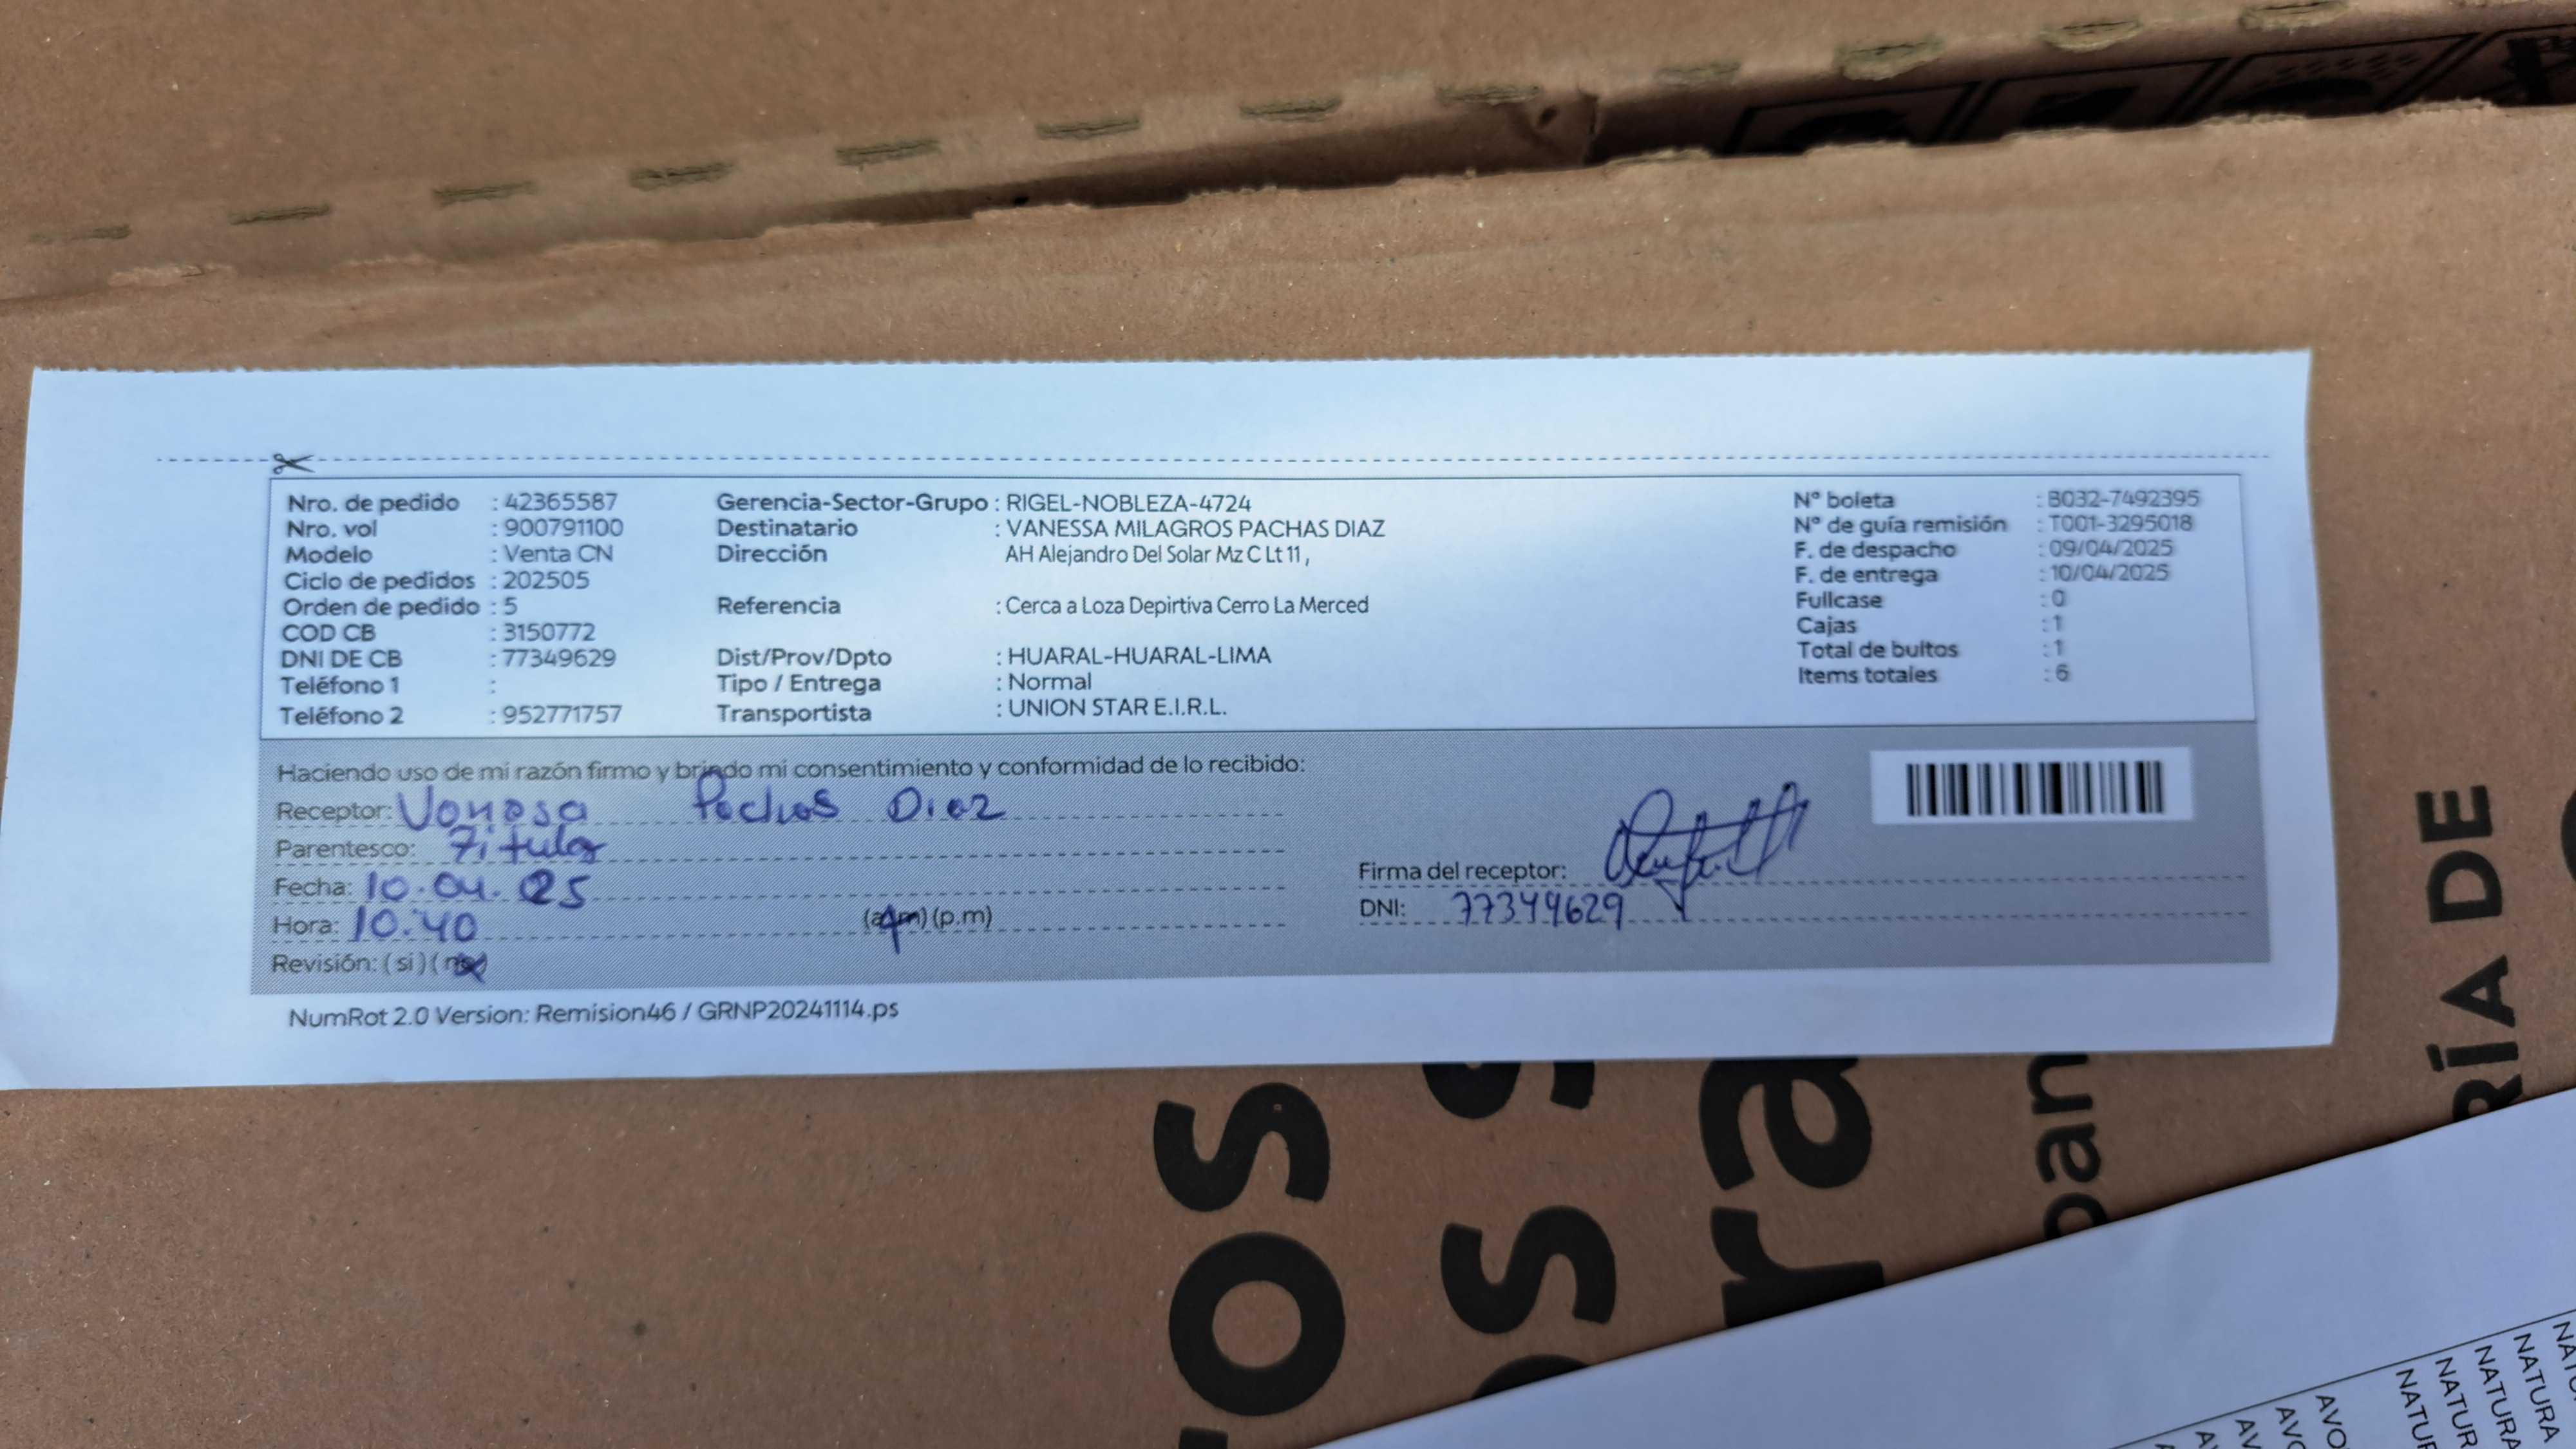 Nro. de pedido : 42365587
Nro. vol : 900791100
Modelo : Venta CN
Ciclo de pedidos : 202505
Orden de pedido : 5
COD CB : 3150772
DNI DE CB : 77349629
Teléfono 1 :
Teléfono 2 : 952771757
Gerencia-Sector-Grupo : RIGEL-NOBLEZA-4724
Destinatario : VANESSA MILAGROS PACHAS DIAZ
Dirección AH Alejandro Del Solar Mz C Lt 11 ,
Referencia : Cerca a Loza Depirtiva Cerro La Merced
Dist/Prov/Dpto : HUARAL-HUARAL-LIMA
Tipo / Entrega : Normal
Transportista : UNION STAR E.I.R.L.
N° boleta : B032-7492395
N° de guía remisión : T001-3295018
F. de despacho : 09/04/2025
F. de entrega : 10/04/2025
Fullcase : 0
Cajas : 1
Total de bultos : 1
Items totales : 6
Haciendo uso de mi razón firmo y brindo mi consentimiento y conformidad de lo recibido:
Receptor: Vanesa Pachas Diaz
Parentesco: Titular
Fecha: 10.04.25
Hora: 10:40 (a.m) (p.m)
Revisión: ( si ) ( no )
Firma del receptor:
DNI: 77349629
NumRot 2.0 Version: Remision46 / GRNP20241114.ps
os
ra
pan
RÍA DE
NATURA
NATURA